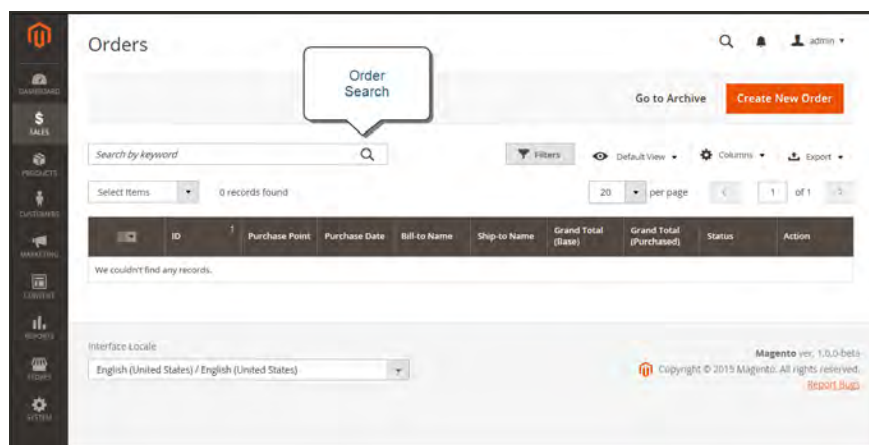 Orders
admin
Order
Search
Go to Archive
Create New Order
DASHBOARD
SALES
PRODUCTS
CUSTOMERS
MARKETING
CONTENT
REPORTS
STORES
SYSTEM
Search by keyword
Filters
Default View
Columns
Export
Select Items
0 records found
20
per page
1
of 1
ID
Purchase Point
Purchase Date
Bill-to Name
Ship-to Name
Grand Total
(Base)
Grand Total
(Purchased)
Status
Action
We couldn't find any records.
Interface Locale
English (United States) / English (United States)
Magento ver. 1.0.0-beta
Copyright © 2015 Magento. All rights reserved.
Report Bugs